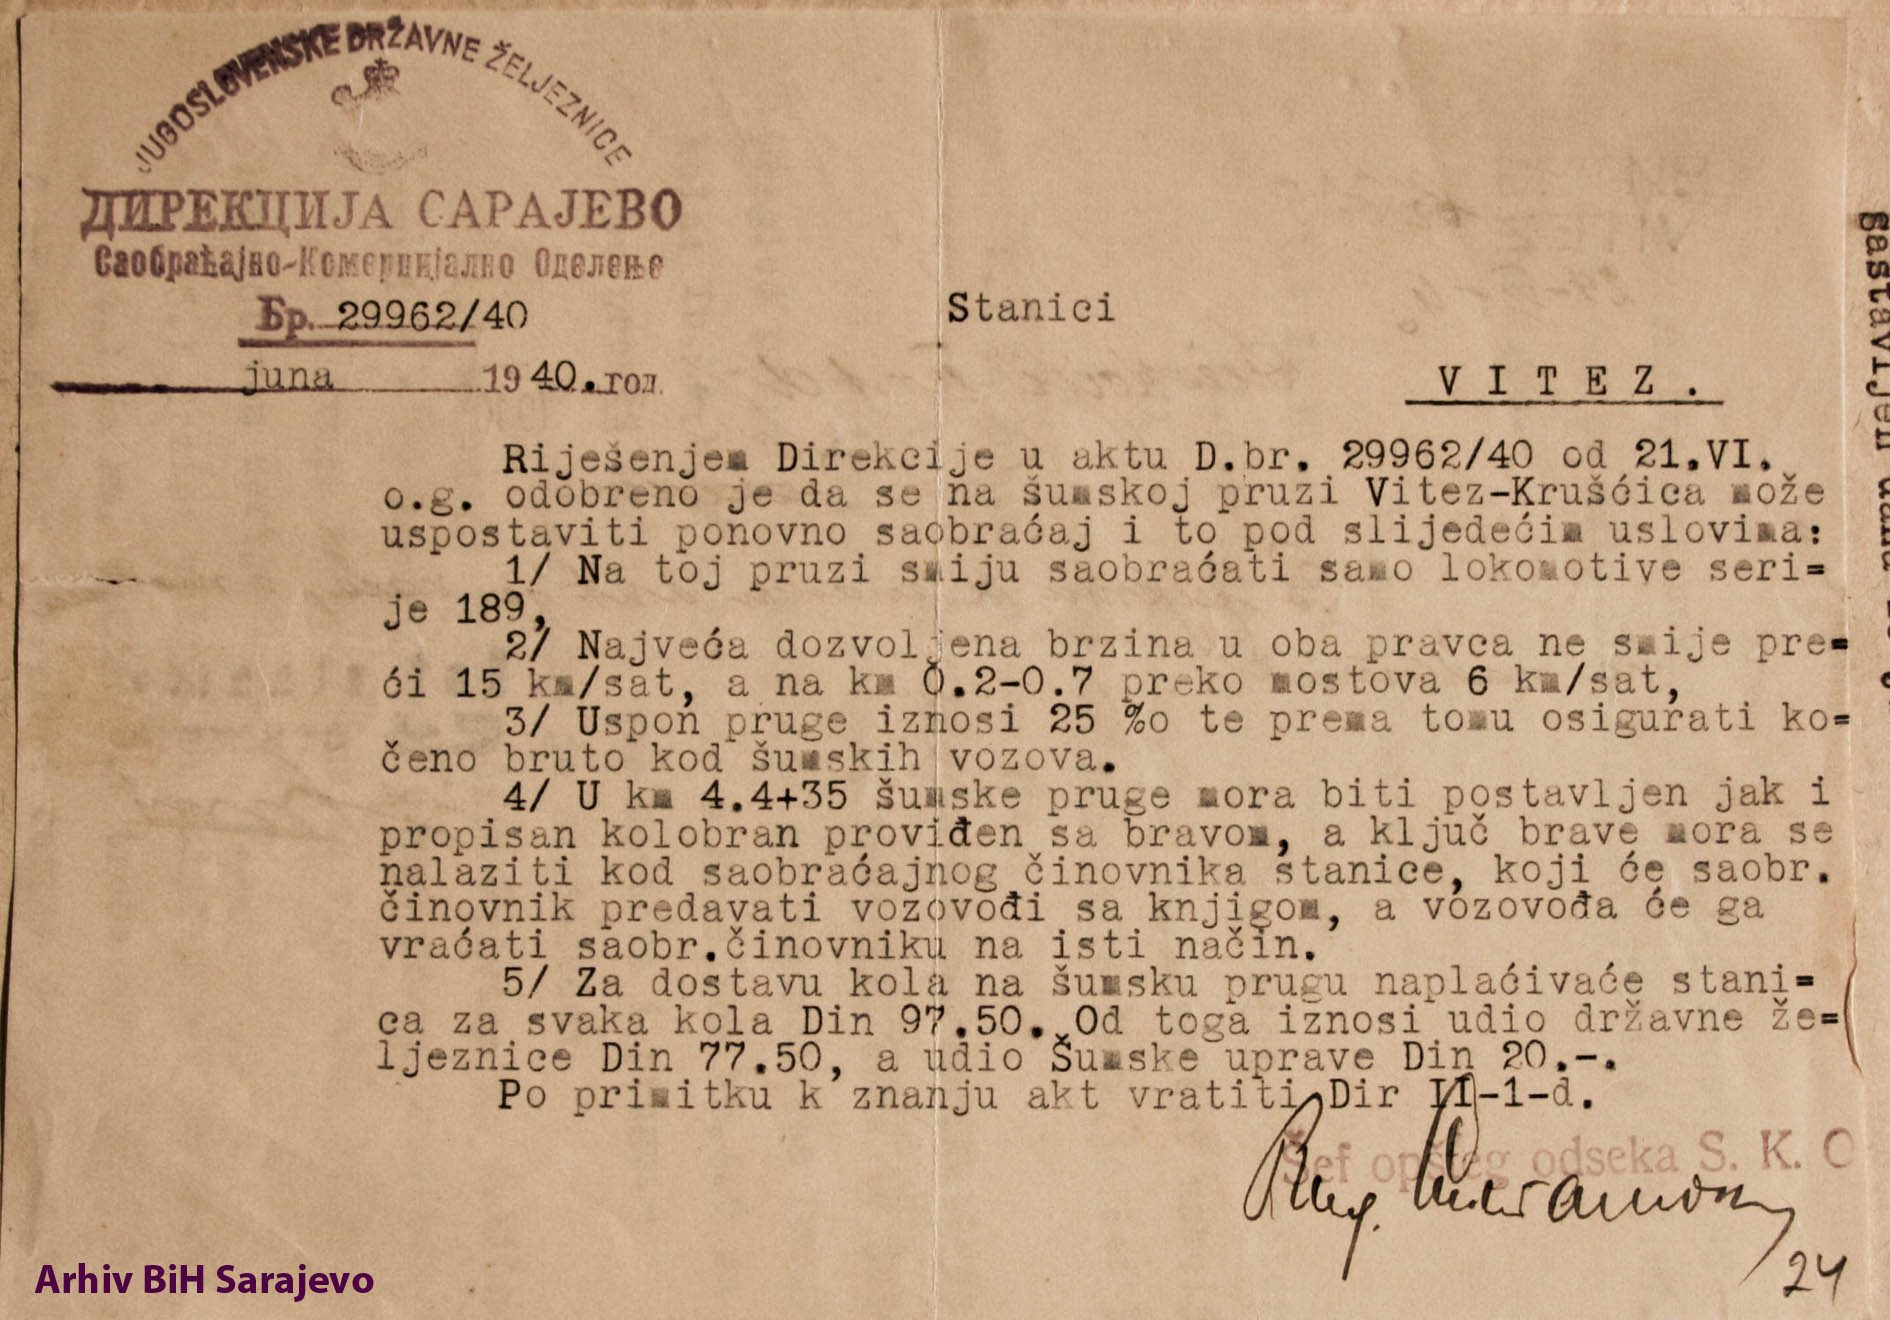 JUGOSLOVENSKE DRŽAVNE ŽELJEZNICE
ДИРЕКЦИЈА САРАЈЕВО
Саобраћајно-Комерцијално Оделење
Бр. 29962/40
juna 1940. год.
Stanici
VITEZ.
Riješenjem Direkcije u aktu D.br. 29962/40 od 21.VI.
o.g. odobreno je da se na šumskoj pruzi Vitez-Krušćica može
uspostaviti ponovno saobraćaj i to pod slijedećim uslovima:
1/ Na toj pruzi smiju saobraćati samo lokomotive seri=
je 189,
2/ Najveća dozvoljena brzina u oba pravca ne smije pre=
ći 15 km/sat, a na km 0.2-0.7 preko mostova 6 km/sat,
3/ Uspon pruge iznosi 25 %o te prema tomu osigurati ko=
čeno bruto kod šumskih vozova.
4/ U km 4.4+35 šumske pruge mora biti postavljen jak i
propisan kolobran proviđen sa bravom, a ključ brave mora se
nalaziti kod saobraćajnog činovnika stanice, koji će saobr.
činovnik predavati vozovođi sa knjigom, a vozovođa će ga
vraćati saobr.činovniku na isti način.
5/ Za dostavu kola na šumsku prugu naplaćivaće stani=
ca za svaka kola Din 97.50. Od toga iznosi udio državne že=
ljeznice Din 77.50, a udio Šumske uprave Din 20.-.
Po primitku k znanju akt vratiti Dir II-1-d.
Šef opšteg odseka S. K. O
24
Arhiv BiH Sarajevo
sastavljen